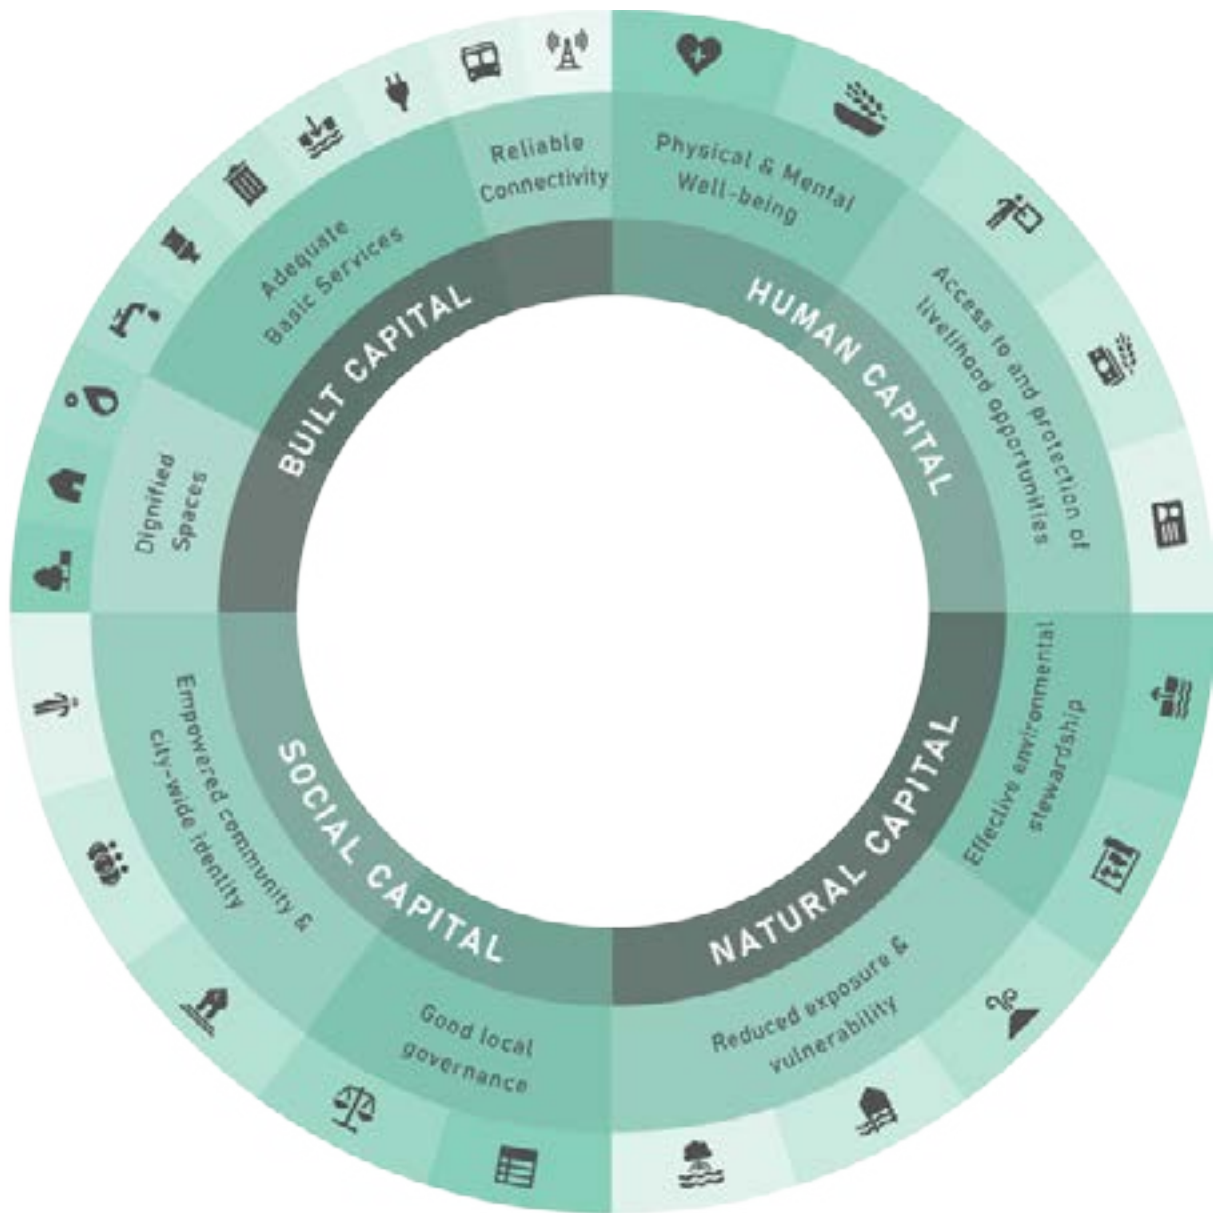 Reliable
Connectivity
Physical & Mental
Well-being
Adequate
Basic Services
Access to and protection of
livelihood opportunities
BUILT CAPITAL
HUMAN CAPITAL
Dignified
Spaces
Empowered community &
city-wide identity
Effective environmental
stewardship
SOCIAL CAPITAL
NATURAL CAPITAL
Good local
governance
Reduced exposure &
vulnerability